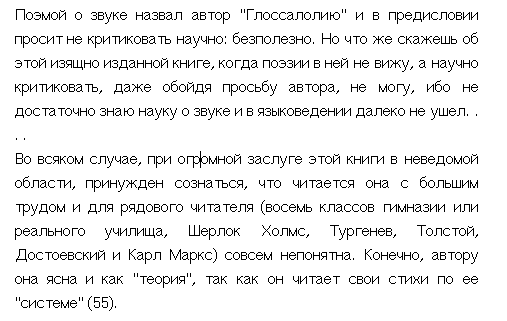 Поэмой о звуке назвал автор "Глоссалолию" и в предисловии
просит не критиковать научно: безполезно. Но что же скажешь об
этой изящно изданной книге, когда поэзии в ней не вижу, а научно
критиковать, даже обойдя просьбу автора, не могу, ибо не
достаточно знаю науку о звуке и в языковедении далеко не ушел. .
. .
Во всяком случае, при огромной заслуге этой книги в неведомой
области, принужден сознаться, что читается она с большим
трудом и для рядового читателя (восемь классов гимназии или
реального училища, Шерлок Холмс, Тургенев, Толстой,
Достоевский и Карл Маркс) совсем непонятна. Конечно, автору
она ясна и как "теория", так как он читает свои стихи по ее
"системе" (55).